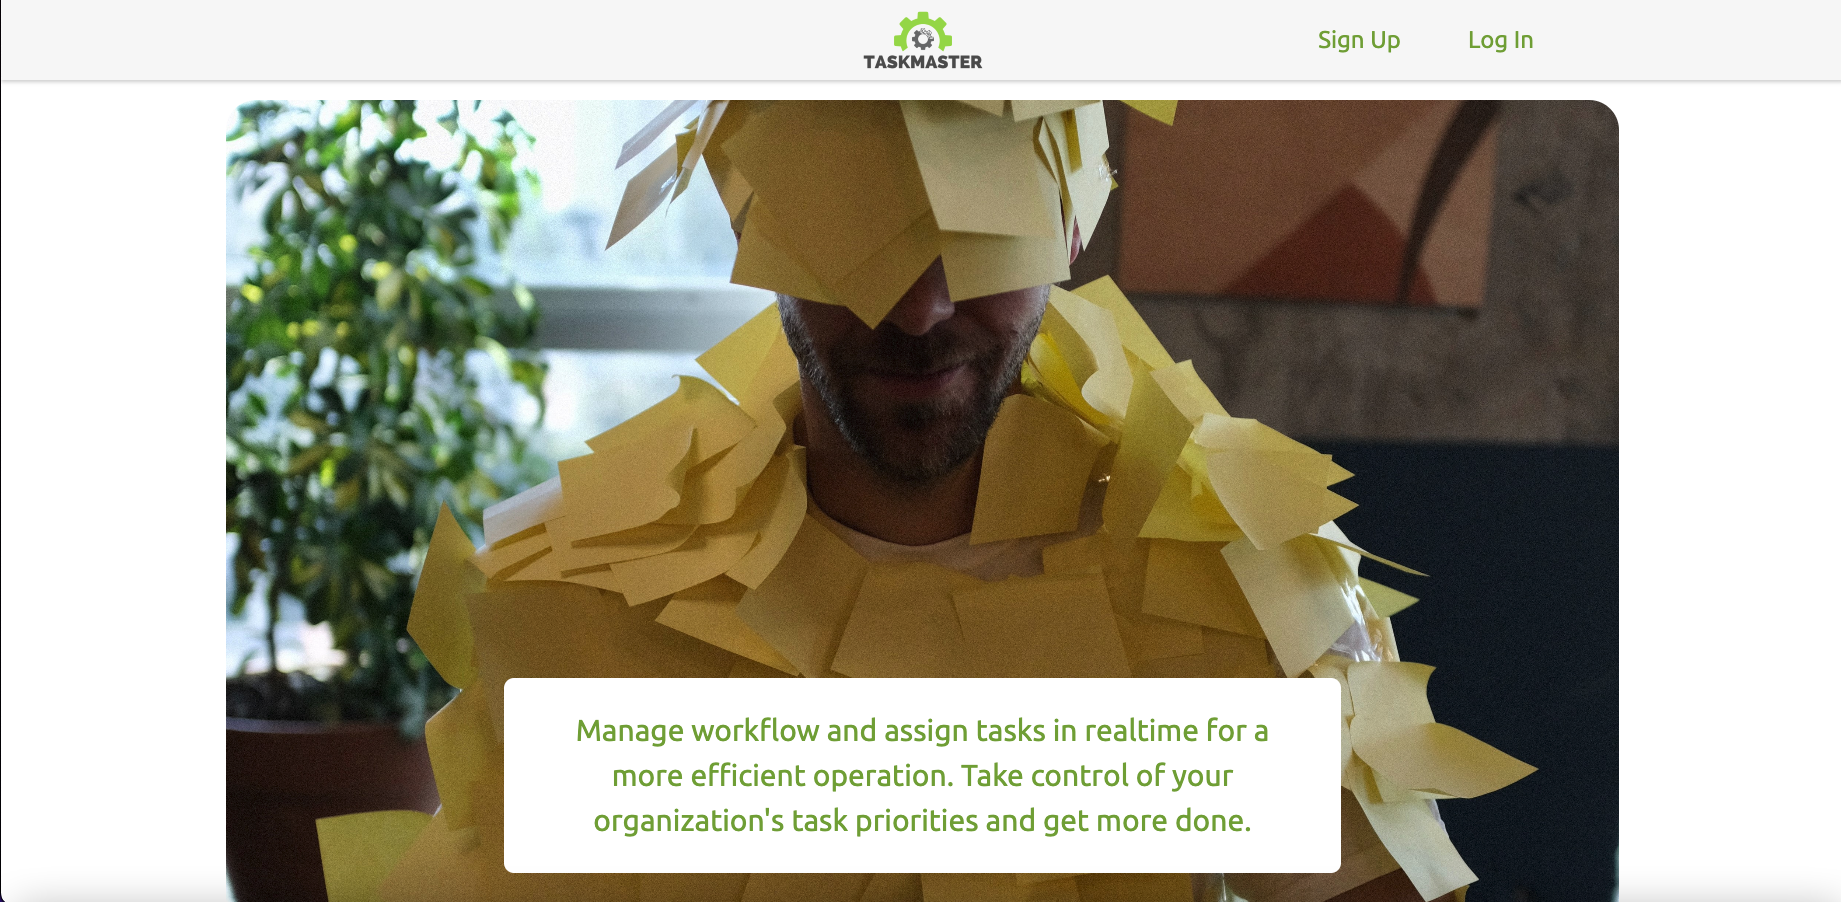 TASKMASTER
Sign Up
Log In
Manage workflow and assign tasks in realtime for a
more efficient operation. Take control of your
organization's task priorities and get more done.